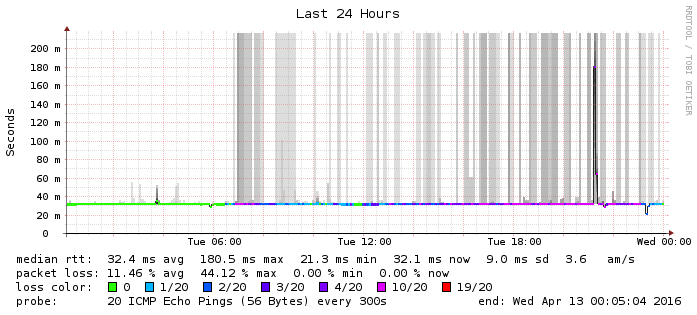 Last 24 Hours
RRDTOOL / TOBI OETIKER
Seconds
200 m
180 m
160 m
140 m
120 m
100 m
80 m
60 m
40 m
20 m
0
Tue 06:00 Tue 12:00 Tue 18:00 Wed 00:00
median rtt: 32.4 ms avg 180.5 ms max 21.3 ms min 32.1 ms now 9.0 ms sd 3.6 am/s
packet loss: 11.46 % avg 44.12 % max 0.00 % min 0.00 % now
loss color: 0 1/20 2/20 3/20 4/20 10/20 19/20
probe: 20 ICMP Echo Pings (56 Bytes) every 300s end: Wed Apr 13 00:05:04 2016